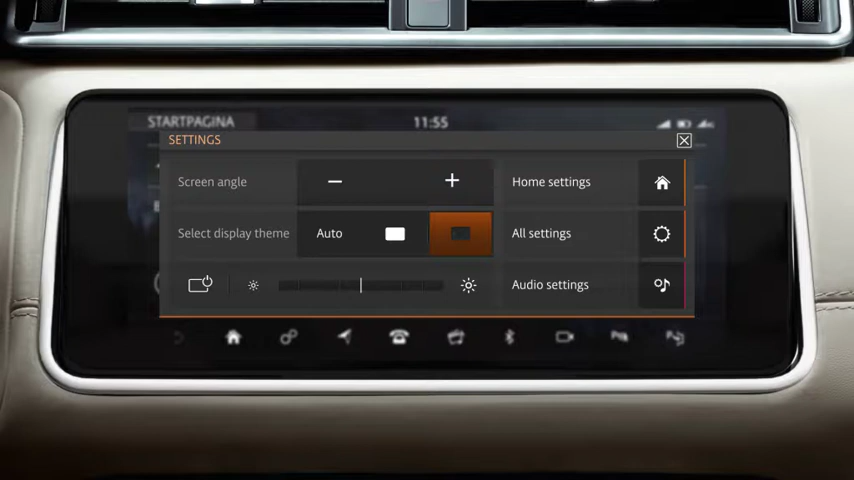 STARTPAGINA
11:55
SETTINGS
Screen angle
Home settings
Select display theme
Auto
All settings
Audio settings